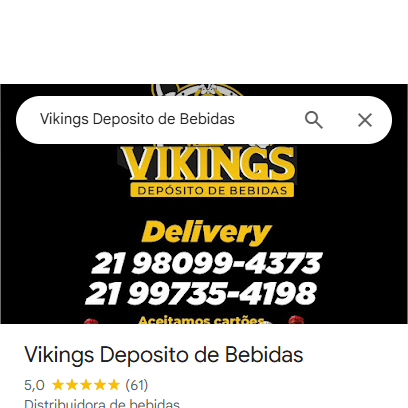 Vikings Deposito de Bebidas
VIKINGS
DEPÓSITO DE BEBIDAS
Delivery
21 98099-4373
21 99735-4198
Aceitamos cartões
Vikings Deposito de Bebidas
5,0 ★★★★★ (61)
Distribuidora de bebidas